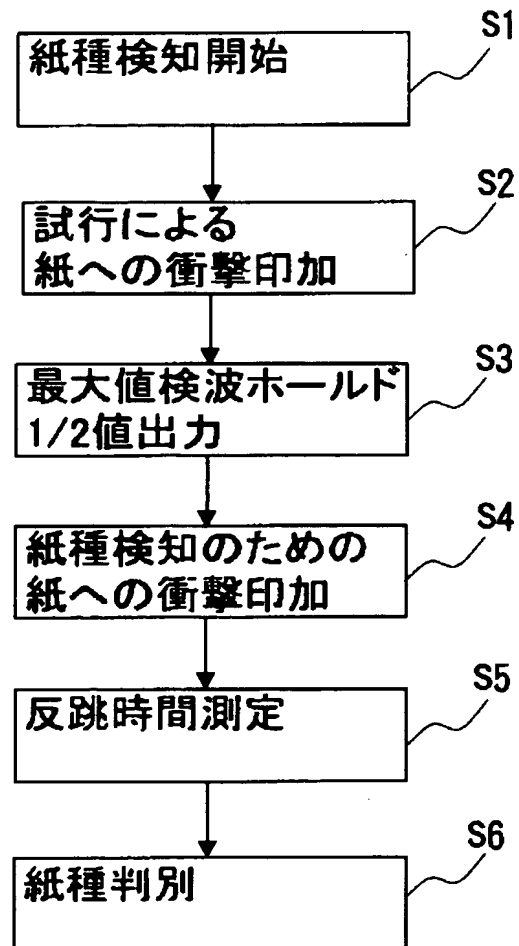 S1
紙種検知開始
S2
試行による
紙への衝撃印加
S3
最大値検波ホールド
1/2値出力
S4
紙種検知のための
紙への衝撃印加
S5
反跳時間測定
S6
紙種判別